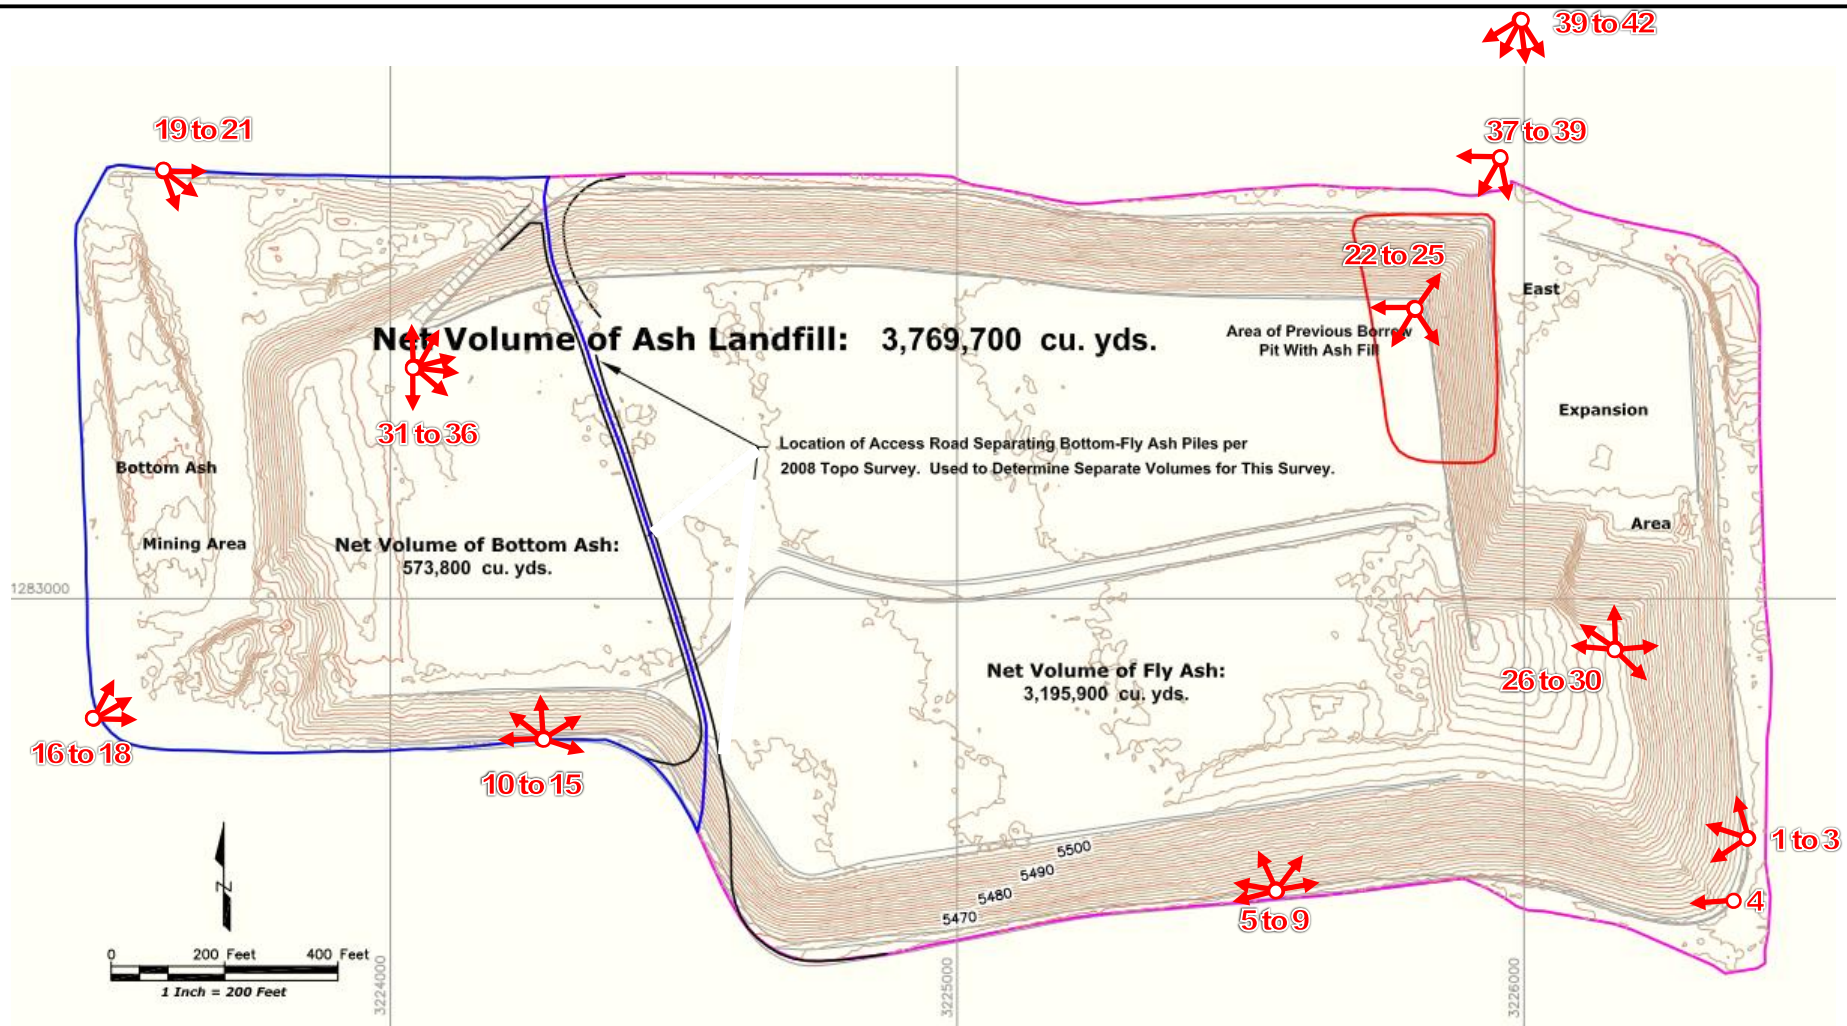 39 to 42
19 to 21
37 to 39
22 to 25
East
Net Volume of Ash Landfill: 3,769,700 cu. yds.
Area of Previous Borrow
Pit With Ash Fill
31 to 36
Expansion
Location of Access Road Separating Bottom-Fly Ash Piles per
2008 Topo Survey. Used to Determine Separate Volumes for This Survey.
Bottom Ash
Area
Mining Area
Net Volume of Bottom Ash:
573,800 cu. yds.
1283000
Net Volume of Fly Ash:
3,195,900 cu. yds.
26 to 30
16 to 18
10 to 15
1 to 3
5500
5490
5480
5470
4
5 to 9
N
0 200 Feet 400 Feet
1 Inch = 200 Feet
3224000
3225000
3226000